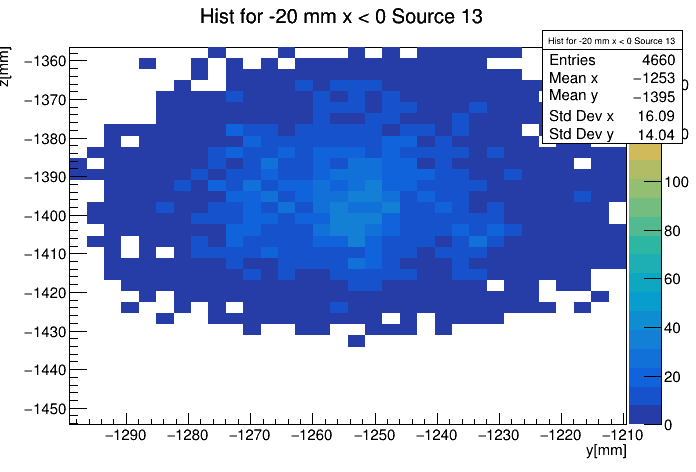 Hist for -20 mm x < 0 Source 13
z[mm]
Hist for -20 mm x < 0 Source 13
Entries 4660
Mean x −1253
Mean y −1395
Std Dev x 16.09
Std Dev y 14.04
−1360
−1370
−1380
−1390
−1400
−1410
−1420
−1430
−1440
−1450
−1290
−1280
−1270
−1260
−1250
−1240
−1230
−1220
−1210
y[mm]
100
80
60
40
20
0